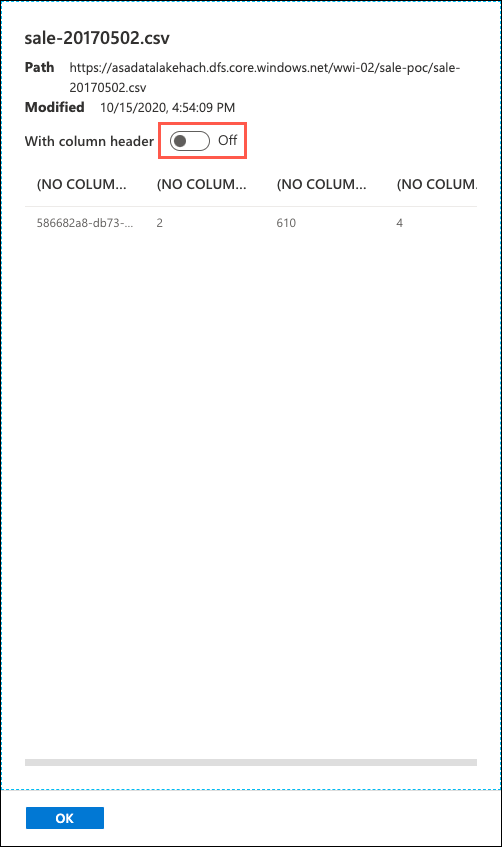 sale-20170502.csv
Path https://asadatalakehach.dfs.core.windows.net/wwi-02/sale-poc/sale-
20170502.csv
Modified 10/15/2020, 4:54:09 PM
With column header Off
(NO COLUM... (NO COLUM... (NO COLUM... (NO COLUM
586682a8-db73-... 2 610 4
OK